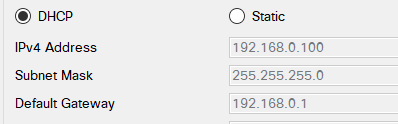 DHCP Static
IPv4 Address 192.168.0.100
Subnet Mask 255.255.255.0
Default Gateway 192.168.0.1